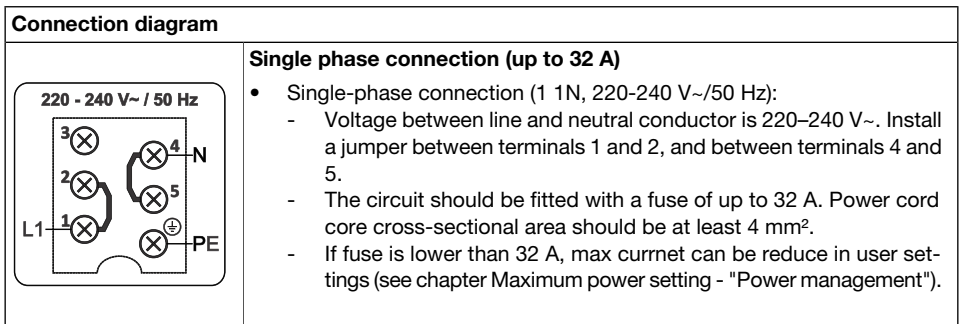 Connection diagram
220 - 240 V~ / 50 Hz
3
4
N
2
5
L1
1
PE
Single phase connection (up to 32 A)
• Single-phase connection (1 1N, 220-240 V~/50 Hz):
- Voltage between line and neutral conductor is 220–240 V~. Install
a jumper between terminals 1 and 2, and between terminals 4 and
5.
- The circuit should be fitted with a fuse of up to 32 A. Power cord
core cross-sectional area should be at least 4 mm².
- If fuse is lower than 32 A, max currnet can be reduce in user set-
tings (see chapter Maximum power setting - "Power management").